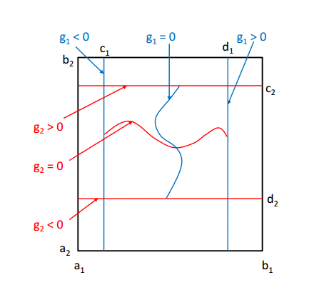 g₁ < 0
g₁ = 0
g₁ > 0
b₂
c₁
d₁
c₂
g₂ > 0
g₂ = 0
g₂ < 0
d₂
a₂
a₁
b₁